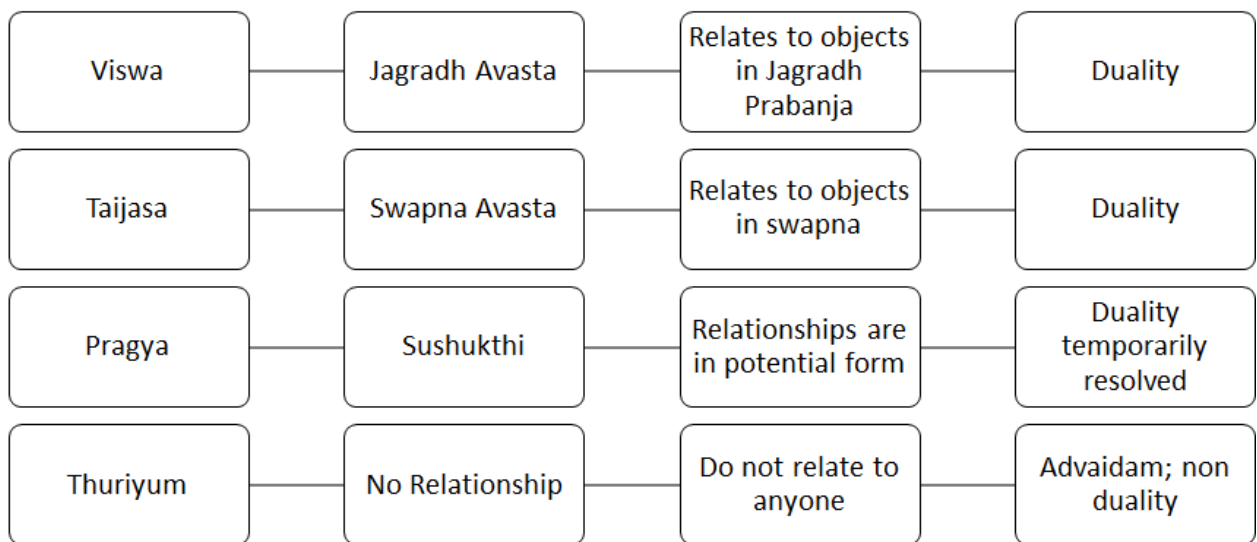 Viswa
Jagradh Avasta
Relates to objects
in Jagradh
Prabanja
Duality
Taijasa
Swapna Avasta
Relates to objects
in swapna
Duality
Pragya
Sushukthi
Relationships are
in potential form
Duality
temporarily
resolved
Thuriyum
No Relationship
Do not relate to
anyone
Advaidam; non
duality